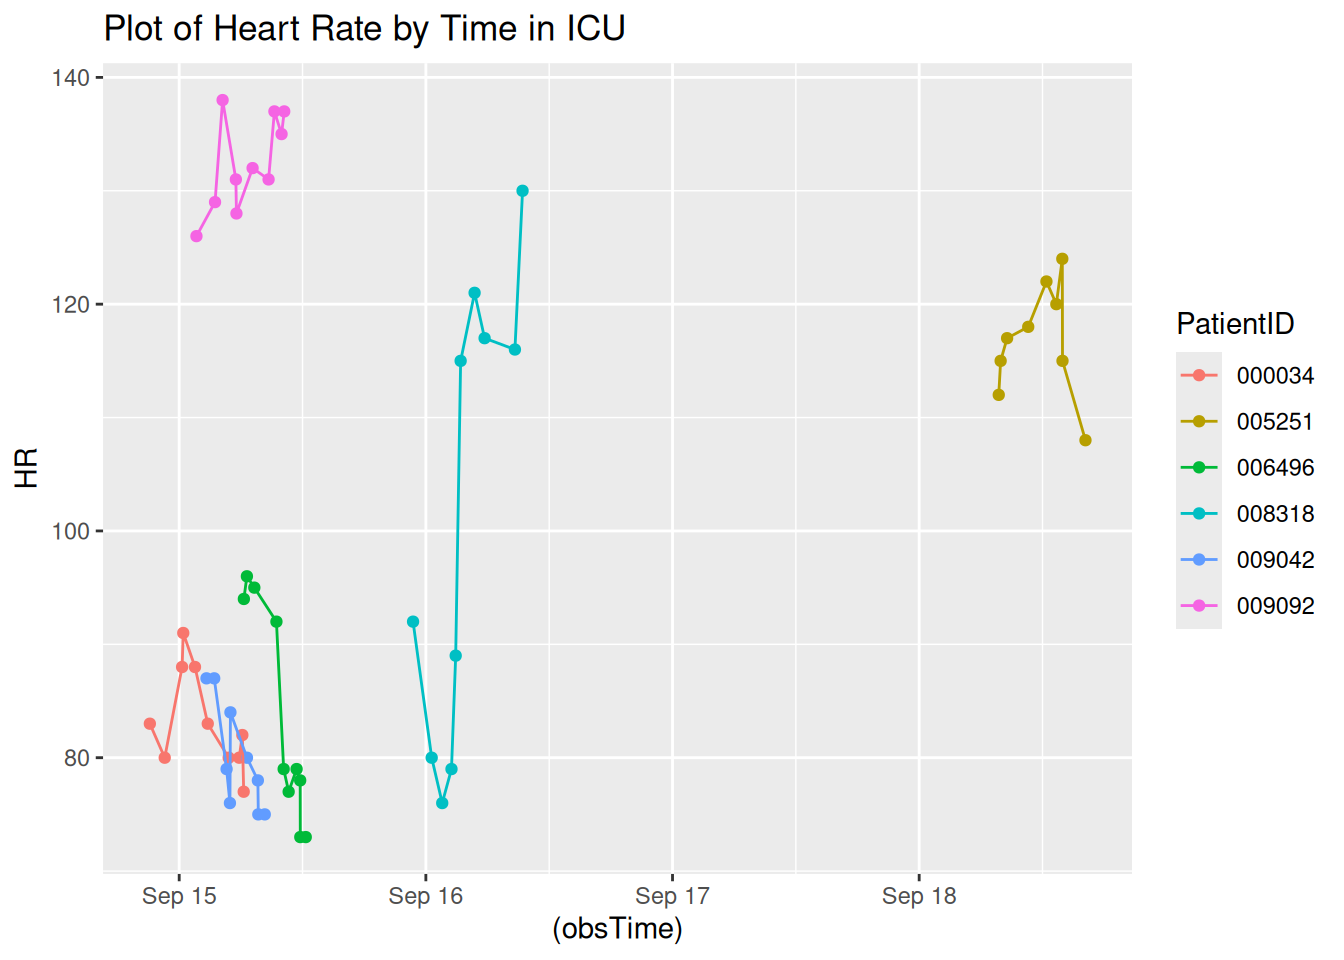 Plot of Heart Rate by Time in ICU
140
120
100
80
HR
Sep 15 Sep 16 Sep 17 Sep 18
(obsTime)
PatientID
000034
005251
006496
008318
009042
009092